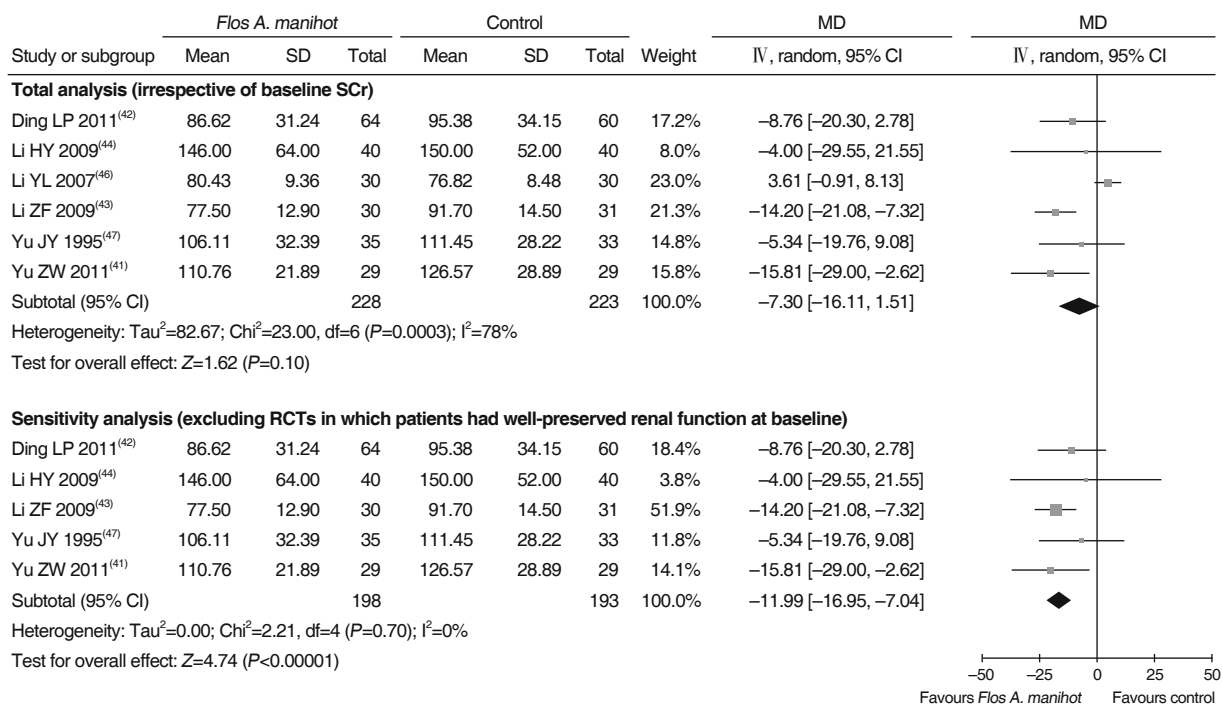 Flos A. manihot Control MD MD
Study or subgroup Mean SD Total Mean SD Total Weight Ⅳ, random, 95% CI Ⅳ, random, 95% CI
Total analysis (irrespective of baseline SCr)
Ding LP 2011(42) 86.62 31.24 64 95.38 34.15 60 17.2% –8.76 [–20.30, 2.78]
Li HY 2009(44) 146.00 64.00 40 150.00 52.00 40 8.0% –4.00 [–29.55, 21.55]
Li YL 2007(46) 80.43 9.36 30 76.82 8.48 30 23.0% 3.61 [–0.91, 8.13]
Li ZF 2009(43) 77.50 12.90 30 91.70 14.50 31 21.3% –14.20 [–21.08, –7.32]
Yu JY 1995(47) 106.11 32.39 35 111.45 28.22 33 14.8% –5.34 [–19.76, 9.08]
Yu ZW 2011(41) 110.76 21.89 29 126.57 28.89 29 15.8% –15.81 [–29.00, –2.62]
Subtotal (95% CI) 228 223 100.0% –7.30 [–16.11, 1.51]
Heterogeneity: Tau2=82.67; Chi2=23.00, df=6 (P=0.0003); I2=78%
Test for overall effect: Z=1.62 (P=0.10)
Sensitivity analysis (excluding RCTs in which patients had well-preserved renal function at baseline)
Ding LP 2011(42) 86.62 31.24 64 95.38 34.15 60 18.4% –8.76 [–20.30, 2.78]
Li HY 2009(44) 146.00 64.00 40 150.00 52.00 40 3.8% –4.00 [–29.55, 21.55]
Li ZF 2009(43) 77.50 12.90 30 91.70 14.50 31 51.9% –14.20 [–21.08, –7.32]
Yu JY 1995(47) 106.11 32.39 35 111.45 28.22 33 11.8% –5.34 [–19.76, 9.08]
Yu ZW 2011(41) 110.76 21.89 29 126.57 28.89 29 14.1% –15.81 [–29.00, –2.62]
Subtotal (95% CI) 198 193 100.0% –11.99 [–16.95, –7.04]
Heterogeneity: Tau2=0.00; Chi2=2.21, df=4 (P=0.70); I2=0%
Test for overall effect: Z=4.74 (P<0.00001)
–50 –25 0 25 50
Favours Flos A. manihot Favours control